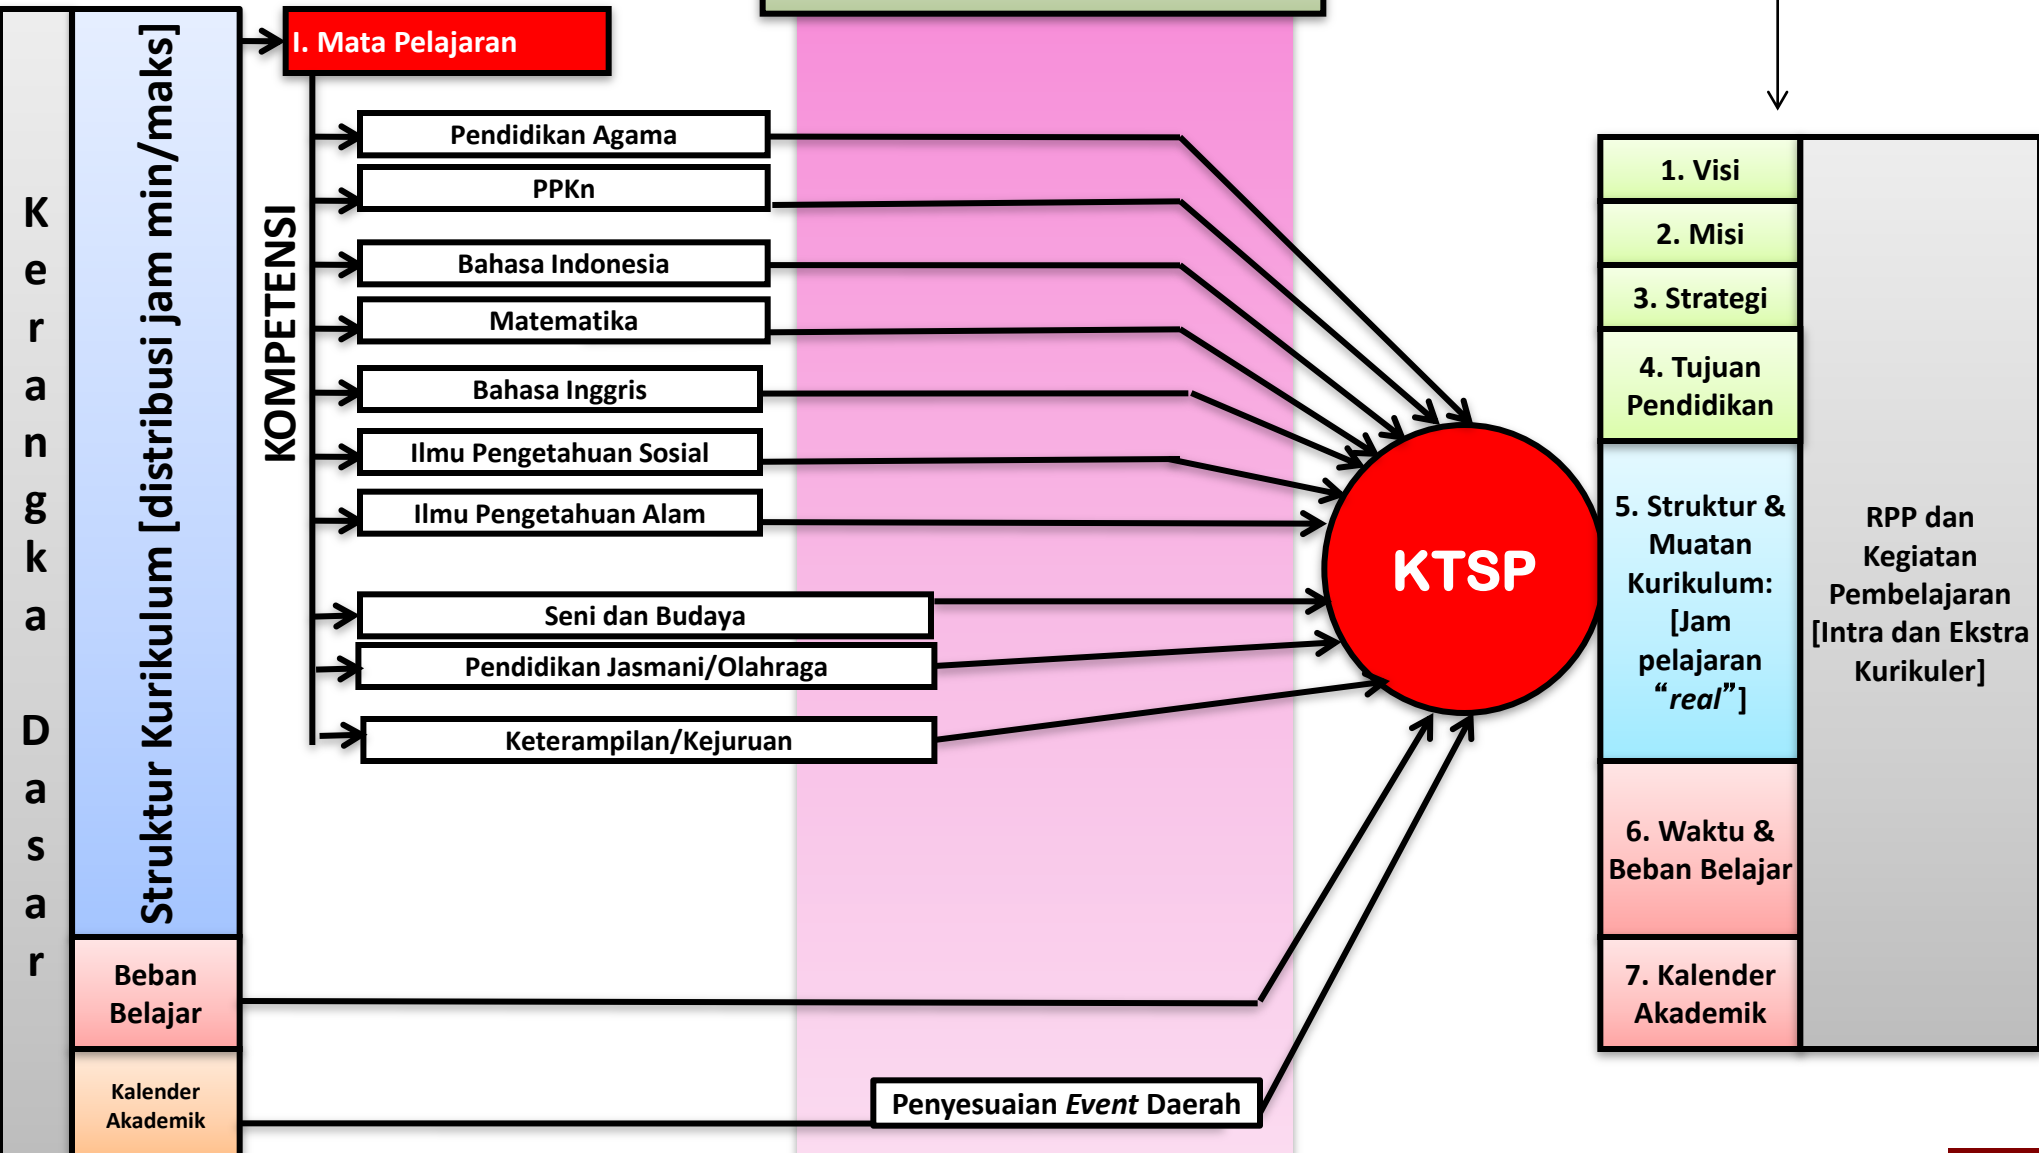 Kerangka Dasar
Struktur Kurikulum [distribusi jam min/maks]
Beban
Belajar
Kalender
Akademik
I. Mata Pelajaran
KOMPETENSI
Pendidikan Agama
PPKn
Bahasa Indonesia
Matematika
Bahasa Inggris
Ilmu Pengetahuan Sosial
Ilmu Pengetahuan Alam
Seni dan Budaya
Pendidikan Jasmani/Olahraga
Keterampilan/Kejuruan
Penyesuaian Event Daerah
KTSP
1. Visi
2. Misi
3. Strategi
4. Tujuan
Pendidikan
5. Struktur &
Muatan
Kurikulum:
[Jam
pelajaran
“real”]
6. Waktu &
Beban Belajar
7. Kalender
Akademik
RPP dan
Kegiatan
Pembelajaran
[Intra dan Ekstra
Kurikuler]